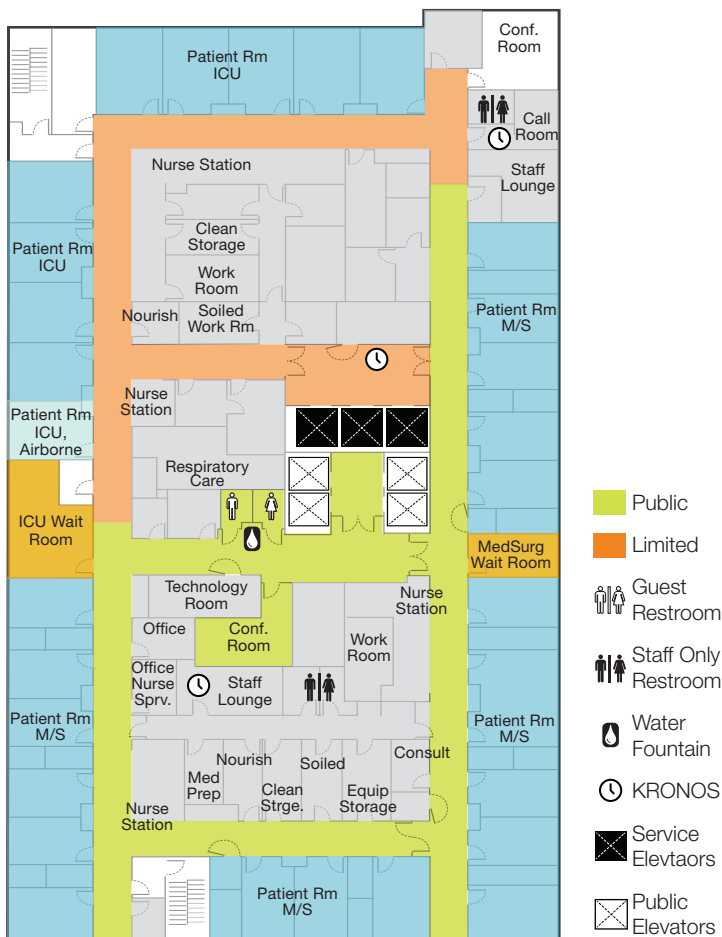 Conf.
Room
Patient Rm
ICU
Call
Room
Nurse Station
Staff
Lounge
Clean
Storage
Patient Rm
ICU
Work
Room
Patient Rm
M/S
Nourish
Soiled
Work Rm
Nurse
Station
Patient Rm
ICU,
Airborne
Respiratory
Care
ICU Wait
Room
MedSurg
Wait Room
Technology
Room
Nurse
Station
Office
Conf.
Room
Work
Room
Office
Nurse
Sprv.
Staff
Lounge
Patient Rm
M/S
Patient Rm
M/S
Nourish
Soiled
Consult
Med
Prep
Clean
Strge.
Equip
Storage
Nurse
Station
Patient Rm
M/S
Public
Limited
Guest
Restroom
Staff Only
Restroom
Water
Fountain
KRONOS
Service
Elevtaors
Public
Elevators